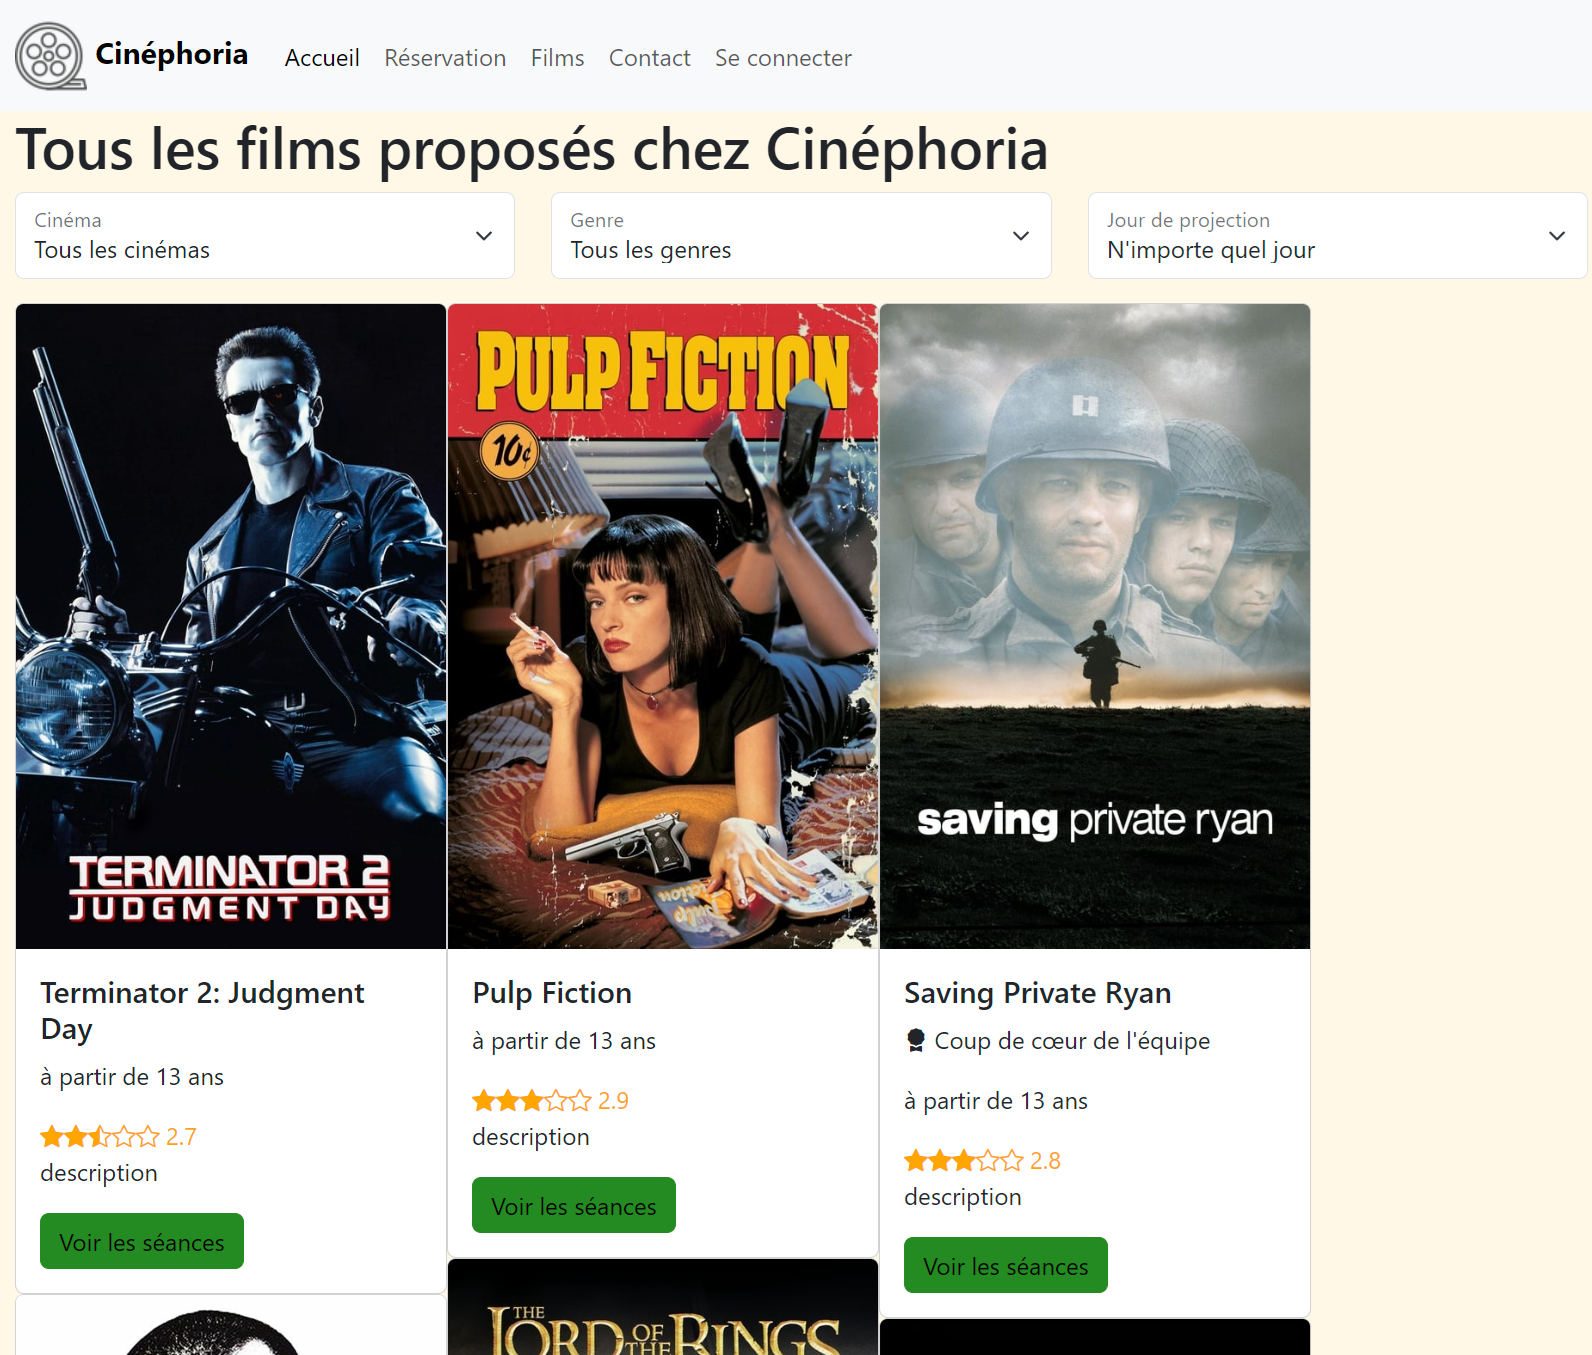 Cinéphoria
Accueil
Réservation
Films
Contact
Se connecter
Tous les films proposés chez Cinéphoria
Cinéma
Tous les cinémas
Genre
Tous les genres
Jour de projection
N'importe quel jour
TERMINATOR 2
JUDGMENT DAY
Terminator 2: Judgment
Day
à partir de 13 ans
2.7
description
Voir les séances
PULP FICTION
10¢
Pulp Fiction
Pulp Fiction
à partir de 13 ans
2.9
description
Voir les séances
saving private ryan
Saving Private Ryan
Coup de cœur de l'équipe
à partir de 13 ans
2.8
description
Voir les séances
THE
LORD OF THE RINGS